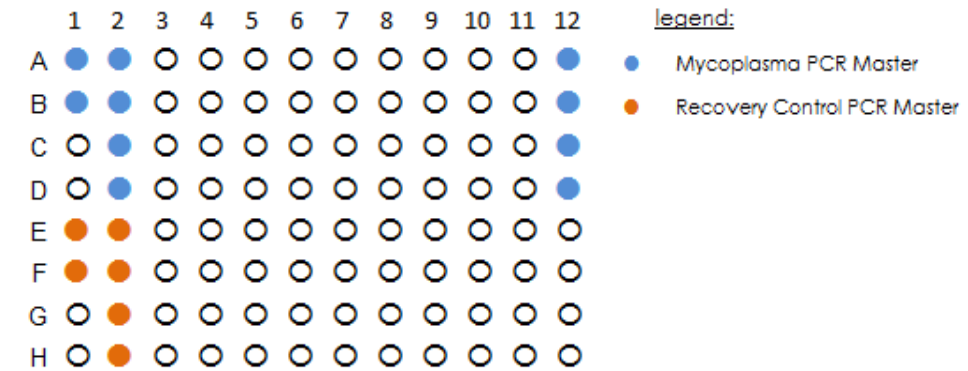 1 2 3 4 5 6 7 8 9 10 11 12
legend:
A
Mycoplasma PCR Master
B
Recovery Control PCR Master
C
D
E
F
G
H